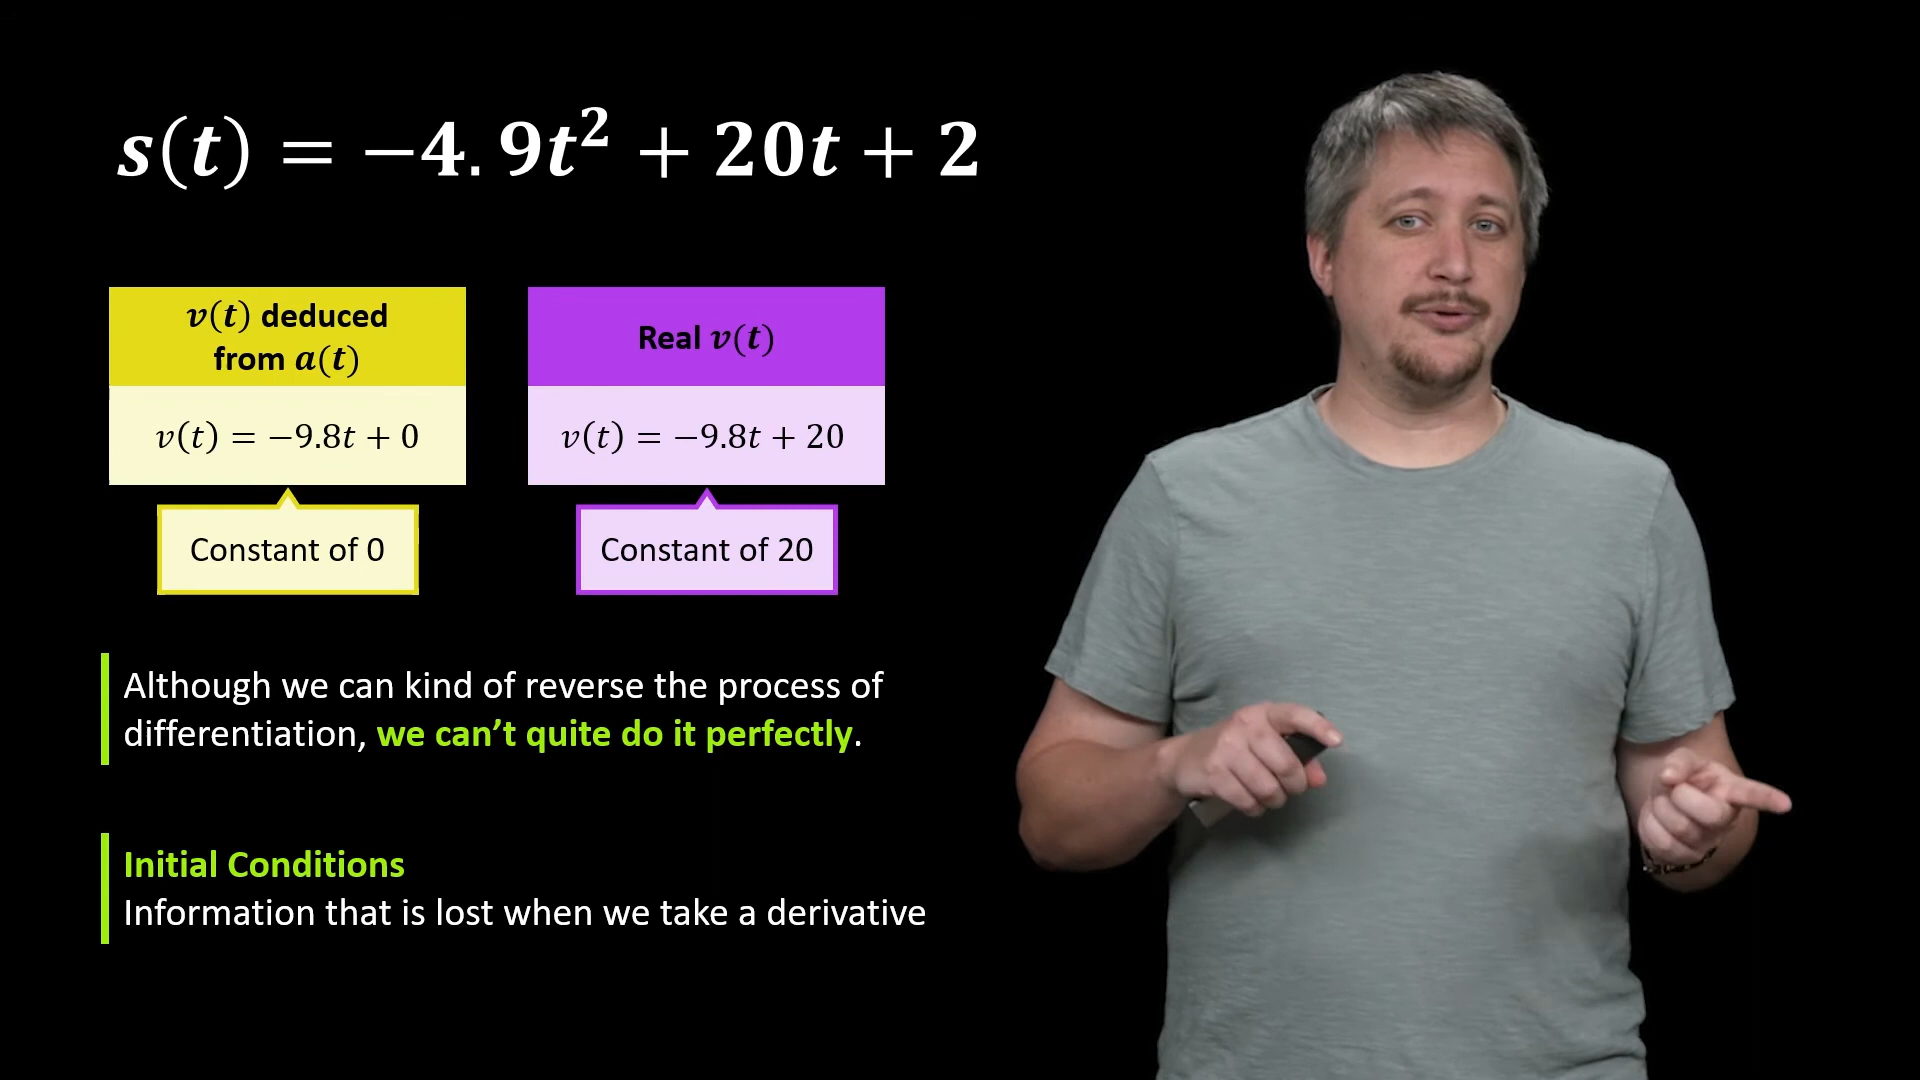 s(t) = −4.9t² + 20t + 2
v(t) deduced
from a(t)
v(t) = −9.8t + 0
Constant of 0
Real v(t)
v(t) = −9.8t + 20
Constant of 20
Although we can kind of reverse the process of
differentiation, we can’t quite do it perfectly.
Initial Conditions
Information that is lost when we take a derivative